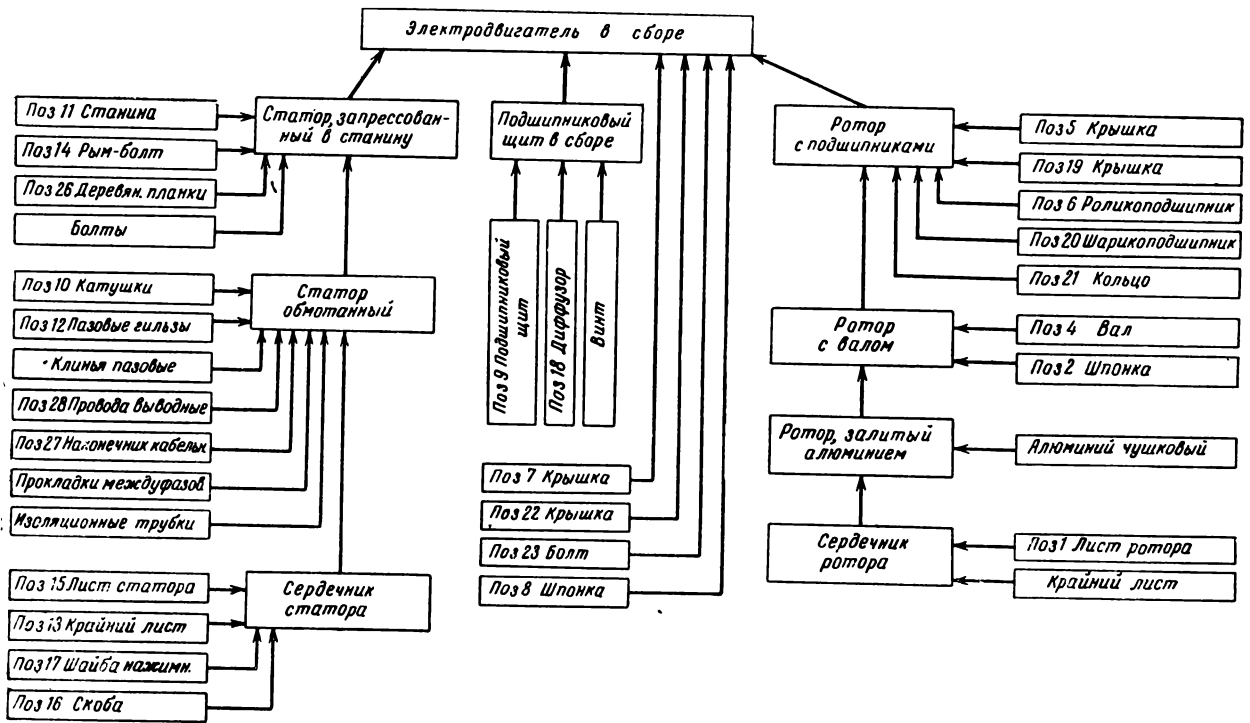 Электродвигатель в сборе
Поз 11 Станина
Поз 14 Рым-болт
Поз 26 Деревян. планки
Болты
Статор, запрессован-
ный в станину
Поз 10 Катушки
Поз 12 Пазовые гильзы
Клинья пазовые
Поз 28 Провода выводные
Поз 27 Наконечник кабельн.
Прокладки междуфазов
Изоляционные трубки
Статор
обмотанный
Поз 15 Лист статора
Поз 13 Крайний лист
Поз 17 Шайба нажимн.
Поз 16 Скоба
Сердечник
статора
Подшипниковый
щит в сборе
Поз 9 Подшипниковый
щит
Поз 18 Диффузор
Винт
Поз 7 Крышка
Поз 22 Крышка
Поз 23 Болт
Поз 8 Шпонка
Ротор
с подшипниками
Поз 5 Крышка
Поз 19 Крышка
Поз 6 Роликоподшипник
Поз 20 Шарикоподшипник
Поз 21 Кольцо
Ротор
с валом
Поз 4 Вал
Поз 2 Шпонка
Ротор, залитый
алюминием
Алюминий чушковый
Сердечник
ротора
Поз 1 Лист ротора
Крайний лист